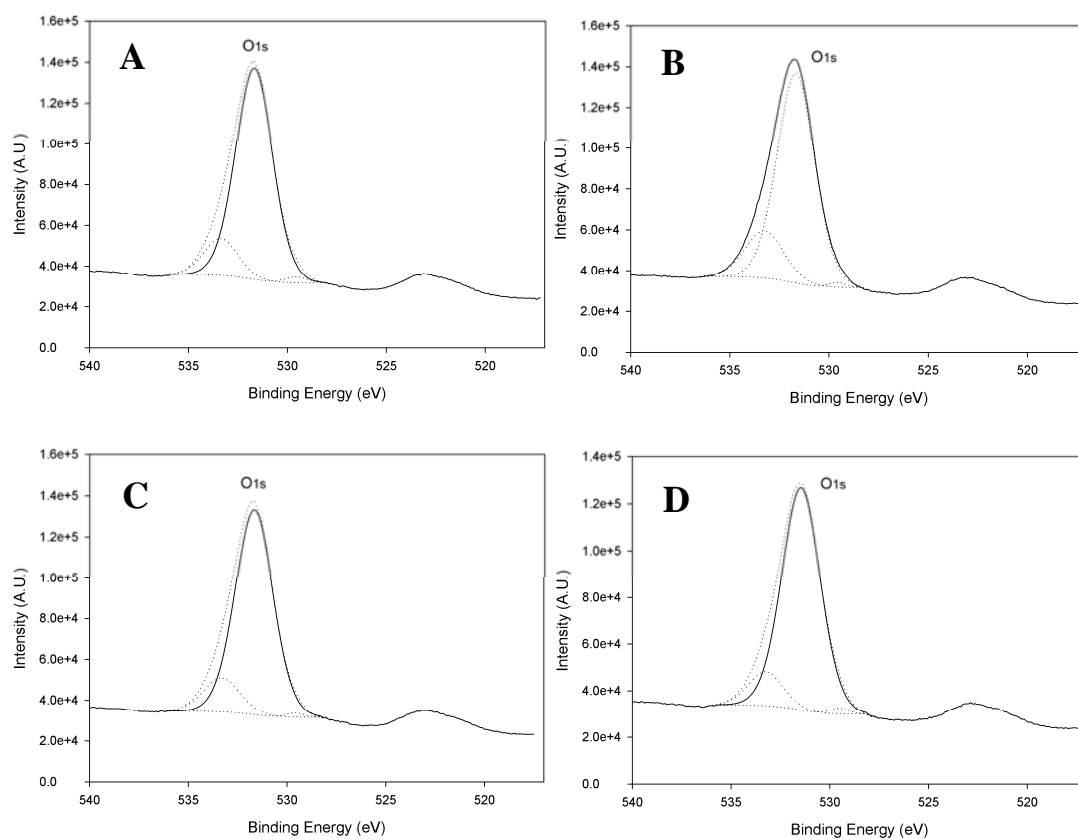 A
O1s
Intensity (A.U )
1.6e+5
1.4e+5
1.2e+5
1.0e+5
8.0e+4
6.0e+4
4.0e+4
2.0e+4
0.0
540 535 530 525 520
Binding Energy (eV)
B
O1s
Intensity (A.U.)
1.6e+5
1.4e+5
1.2e+5
1.0e+5
8.0e+4
6.0e+4
4.0e+4
2.0e+4
0.0
540 535 530 525 520
Binding Energy (eV)
C
O1s
Intensity (A.U.)
1.6e+5
1.4e+5
1.2e+5
1.0e+5
8.0e+4
6.0e+4
4.0e+4
2.0e+4
0.0
540 535 530 525 520
Binding Energy (eV)
D
O1s
Intensity (A.U.)
1.4e+5
1.2e+5
1.0e+5
8.0e+4
6.0e+4
4.0e+4
2.0e+4
0.0
540 535 530 525 520
Binding Energy (eV)